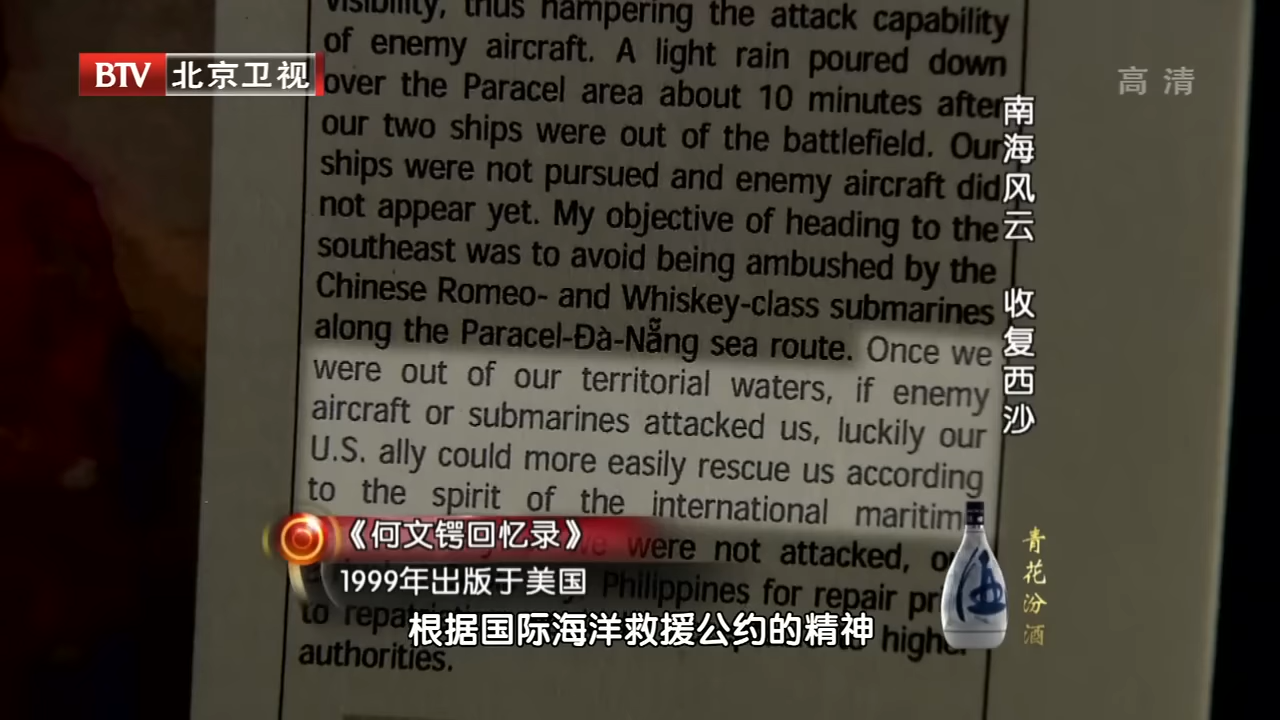 visibility, thus hampering the attack capability
of enemy aircraft. A light rain poured down
over the Paracel area about 10 minutes after
our two ships were out of the battlefield. Our
ships were not pursued and enemy aircraft did
not appear yet. My objective of heading to the
southeast was to avoid being ambushed by the
Chinese Romeo- and Whiskey-class submarines
along the Paracel-Đà-Nẵng sea route. Once we
were out of our territorial waters, if enemy
aircraft or submarines attacked us, luckily our
U.S. ally could more easily rescue us according
to the spirit of the international maritim
we were not attacked,
Philippines for repair
to
higher
authorities.
BTV 北京卫视
高清
南海风云 收复西沙
《何文锷回忆录》
1999年出版于美国
根据国际海洋救援公约的精神
青花汾酒